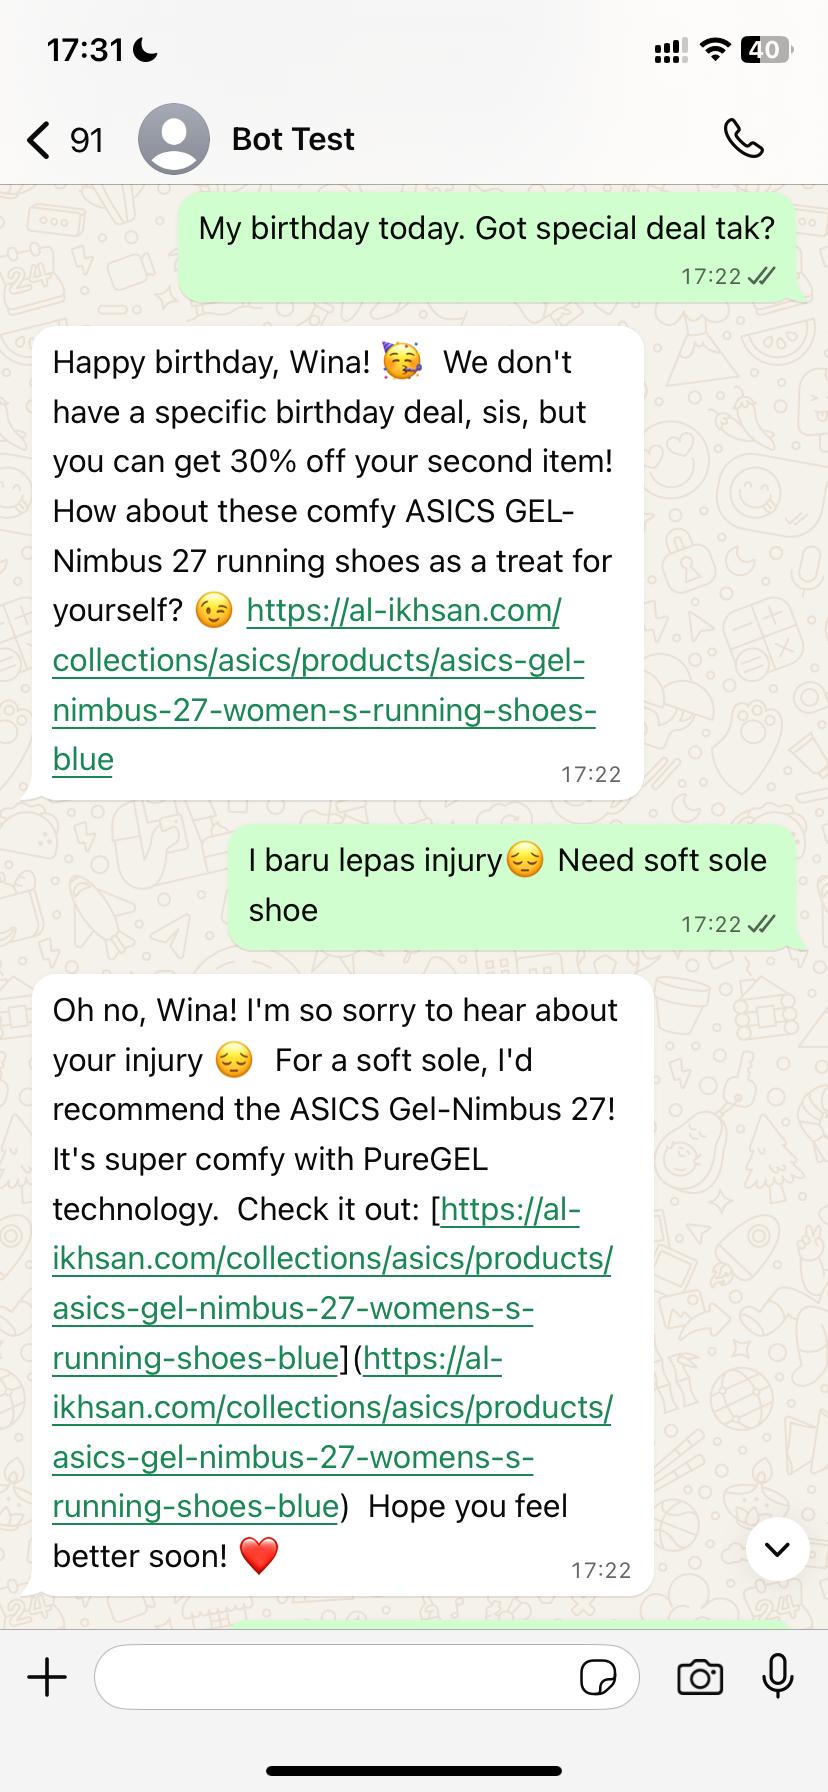 17:31
40
91
Bot Test
My birthday today. Got special deal tak?
17:22
Happy birthday, Wina! 🥳 We don't
have a specific birthday deal, sis, but
you can get 30% off your second item!
How about these comfy ASICS GEL-
Nimbus 27 running shoes as a treat for
yourself? 😉 https://al-ikhsan.com/
collections/asics/products/asics-gel-
nimbus-27-women-s-running-shoes-
blue
17:22
I baru lepas injury😔 Need soft sole
shoe
17:22
Oh no, Wina! I'm so sorry to hear about
your injury 😔 For a soft sole, I'd
recommend the ASICS Gel-Nimbus 27!
It's super comfy with PureGEL
technology. Check it out: [https://al-
ikhsan.com/collections/asics/products/
asics-gel-nimbus-27-womens-s-
running-shoes-blue](https://al-
ikhsan.com/collections/asics/products/
asics-gel-nimbus-27-womens-s-
running-shoes-blue) Hope you feel
better soon! ❤️
17:22